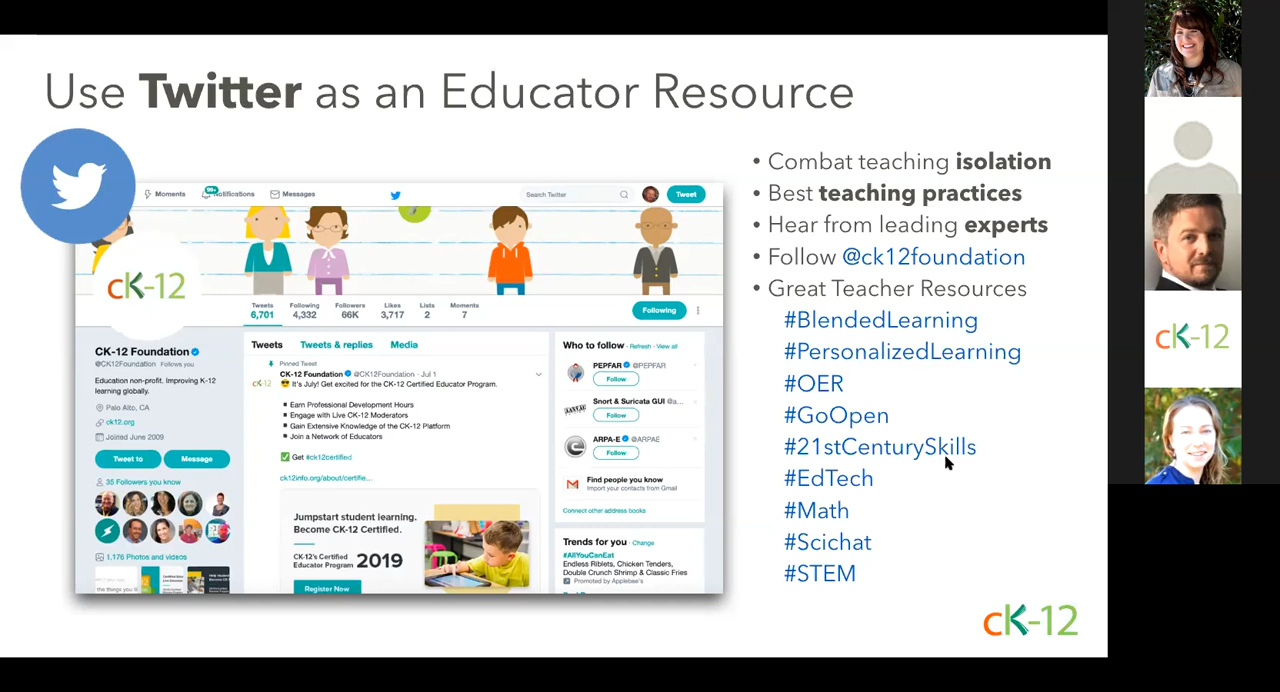 Use Twitter as an Educator Resource
Moments
99+
Notifications
Messages
Search Twitter
Tweet
cK-12
Tweets
6,701
Following
4,332
Followers
66K
Likes
3,717
Lists
2
Moments
7
Following
CK-12 Foundation
@CK12Foundation Follows you
Education non-profit. Improving K-12
learning globally.
Palo Alto, CA
ck12.org
Joined June 2009
Tweet to
Message
35 Followers you know
1,176 Photos and videos
Tweets
Tweets & replies
Media
Pinned Tweet
cK-12
CK-12 Foundation @CK12Foundation · Jul 1
It's July! Get excited for the CK-12 Certified Educator Program.
Earn Professional Development Hours
Engage with Live CK-12 Moderators
Gain Extensive Knowledge of the CK-12 Platform
Join a Network of Educators
Get #ck12certified
ck12info.org/about/certifie...
Jumpstart student learning.
Become CK-12 Certified.
CK-12's Certified
Educator Program
2019
Register Now
Who to follow · Refresh · View all
PEPFAR @PEPFAR
Follow
Snort & Suricata GUI @a...
Follow
ARPA-E @ARPAE
Follow
Find people you know
Import your contacts from Gmail
Connect other address books
Trends for you · Change
#AllYouCanEat
Endless Riblets, Chicken Tenders,
Double Crunch Shrimp & Classic Fries
Promoted by Applebee's
• Combat teaching isolation
• Best teaching practices
• Hear from leading experts
• Follow @ck12foundation
• Great Teacher Resources
#BlendedLearning
#PersonalizedLearning
#OER
#GoOpen
#21stCenturySkills
#EdTech
#Math
#Scichat
#STEM
cK-12
cK-12